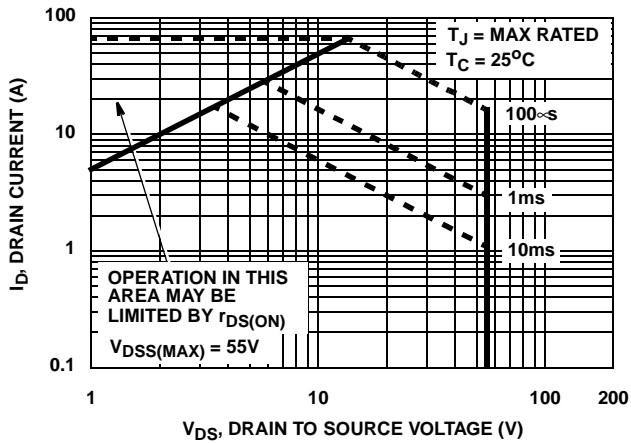 100
10
1
0.1
I_D, DRAIN CURRENT (A)
T_J = MAX RATED
T_C = 25°C
100∝s
1ms
10ms
OPERATION IN THIS
AREA MAY BE
LIMITED BY r_DS(ON)
V_DSS(MAX) = 55V
1
10
100
200
V_DS, DRAIN TO SOURCE VOLTAGE (V)